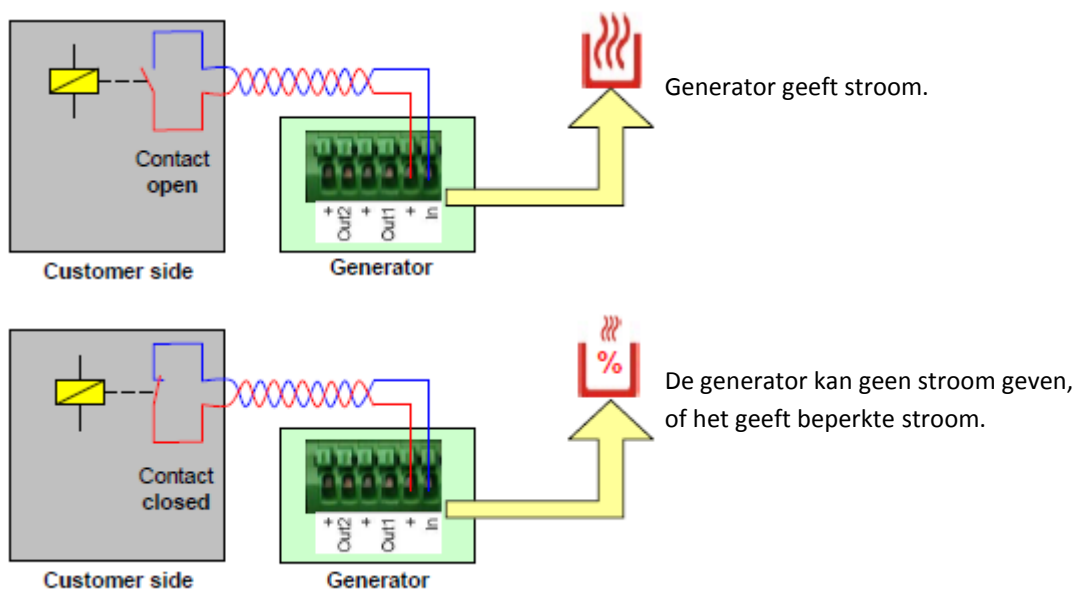 Generator geeft stroom.
Contact
open
+ Out2 + Out1 + In
Customer side
Generator
%
De generator kan geen stroom geven,
of het geeft beperkte stroom.
Contact
closed
+ Out2 + Out1 + In
Customer side
Generator